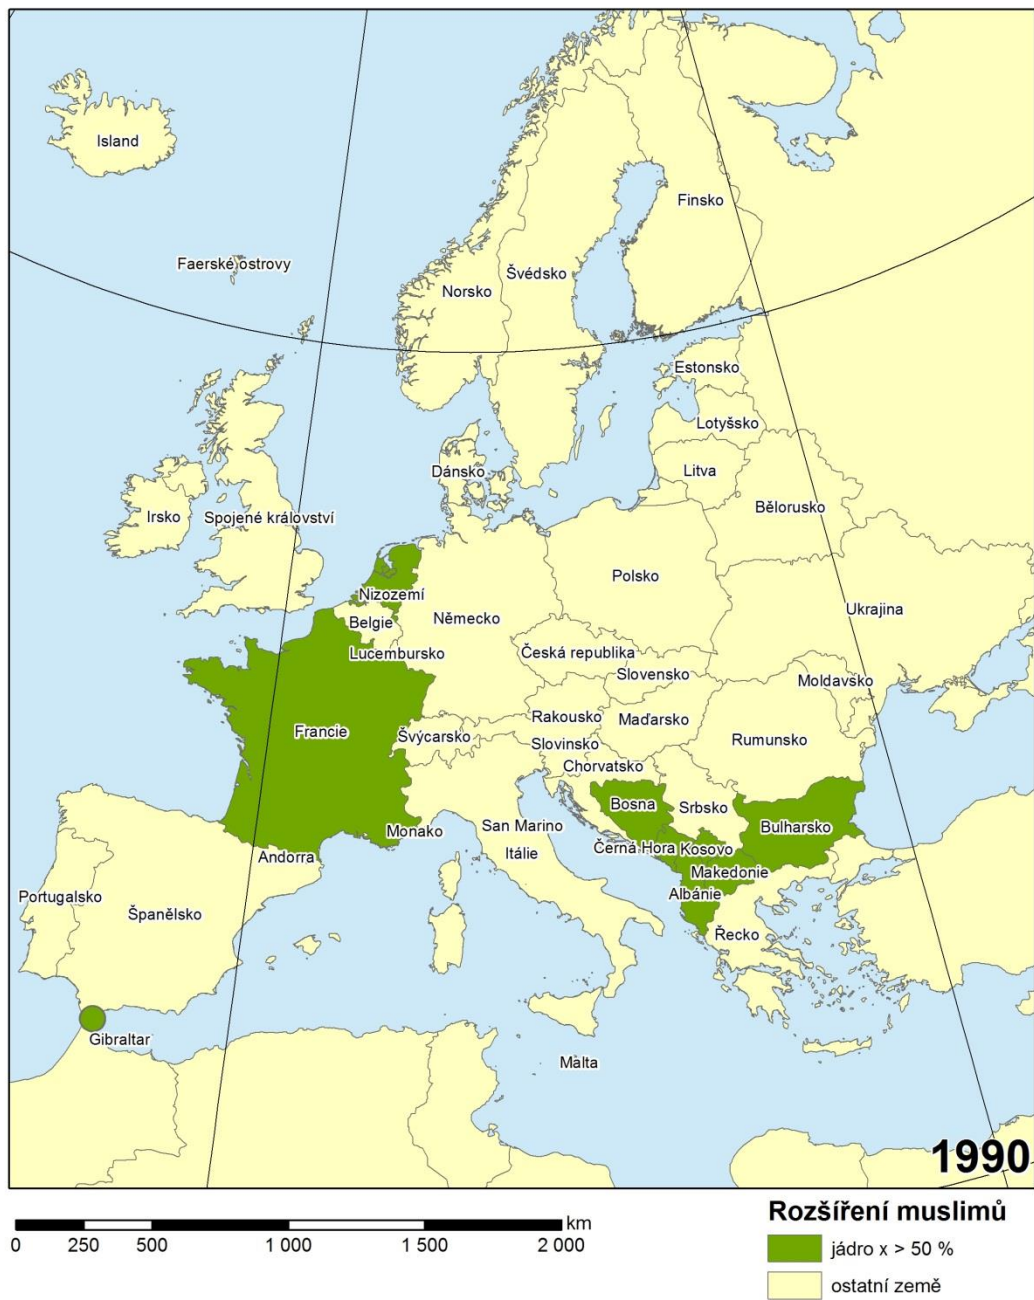 Island
Finsko
Faerské ostrovy
Švédsko
Norsko
Estonsko
Lotyšsko
Dánsko
Litva
Bělorusko
Irsko
Spojené království
Polsko
Nizozemí
Ukrajina
Belgie
Německo
Lucembursko
Česká republika
Slovensko
Moldavsko
Rakousko
Maďarsko
Francie
Švýcarsko
Rumunsko
Slovinsko
Chorvatsko
Bosna
Srbsko
Monako
San Marino
Bulharsko
Andorra
Itálie
Černá Hora
Kosovo
Makedonie
Portugalsko
Albánie
Španělsko
Řecko
Gibraltar
Malta
1990
km
0 250 500 1 000 1 500 2 000
Rozšíření muslimů
jádro x > 50 %
ostatní země